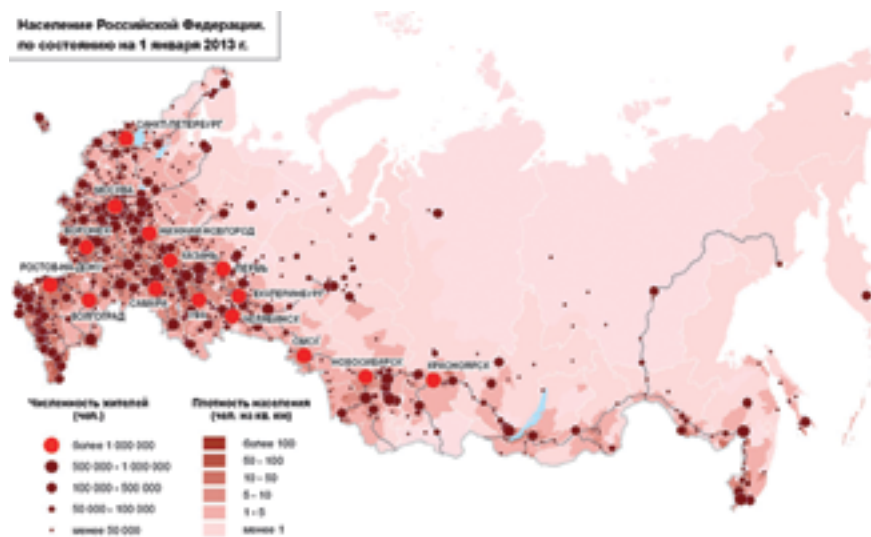 Население Российской Федерации.
по состоянию на 1 января 2013 г.
САНКТ-ПЕТЕРБУРГ
МОСКВА
ВОРОНЕЖ
НИЖНИЙ НОВГОРОД
КАЗАНЬ
РОСТОВ-НА-ДОНУ
ПЕРМЬ
САМАРА
УФА
ЕКАТЕРИНБУРГ
ВОЛГОГРАД
ЧЕЛЯБИНСК
ОМСК
НОВОСИБИРСК
КРАСНОЯРСК
Численность жителей
(чел.)
более 1 000 000
500 000 - 1 000 000
100 000 - 500 000
50 000 - 100 000
менее 50 000
Плотность населения
(чел. на кв. км)
более 100
50 - 100
10 - 50
5 - 10
1 - 5
менее 1